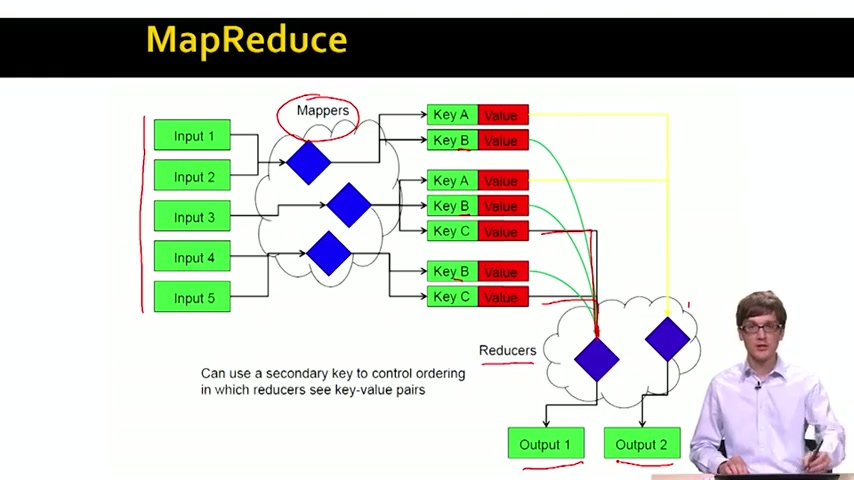 MapReduce
Mappers
Input 1
Input 2
Input 3
Input 4
Input 5
Key A Value
Key B Value
Key A Value
Key B Value
Key C Value
Key B Value
Key C Value
Reducers
Can use a secondary key to control ordering
in which reducers see key-value pairs
Output 1
Output 2